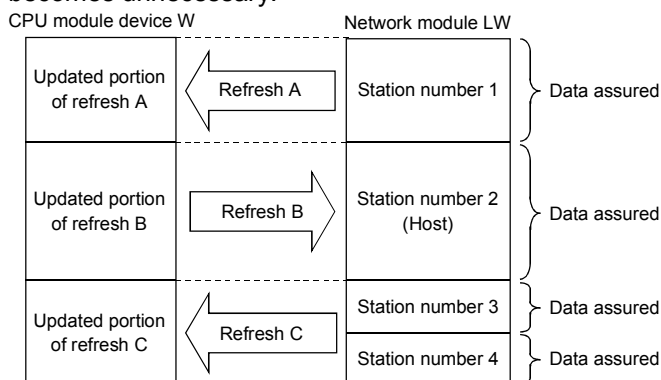 becomes unnecessary.
CPU module device W
Network module LW
Updated portion
of refresh A
Refresh A
Station number 1
Data assured
Updated portion
of refresh B
Refresh B
Station number 2
(Host)
Data assured
Updated portion
of refresh C
Refresh C
Station number 3
Data assured
Station number 4
Data assured